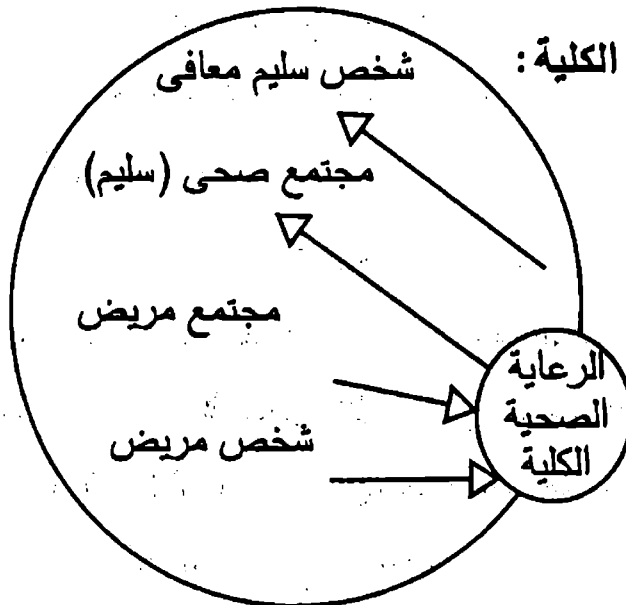 الكلية :
شخص سليم معافى
مجتمع صحى (سليم)
مجتمع مريض
شخص مريض
الرعاية
الصحية
الكلية